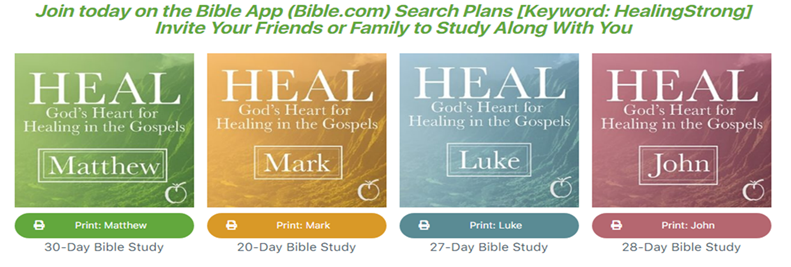 Join today on the Bible App (Bible.com) Search Plans [Keyword: HealingStrong]
Invite Your Friends or Family to Study Along With You
HEAL
God's Heart for
Healing in the Gospels
Matthew
Print: Matthew
30-Day Bible Study
HEAL
God's Heart for
Healing in the Gospels
Mark
Print: Mark
20-Day Bible Study
HEAL
God's Heart for
Healing in the Gospels
Luke
Print: Luke
27-Day Bible Study
HEAL
God's Heart for
Healing in the Gospels
John
Print: John
28-Day Bible Study